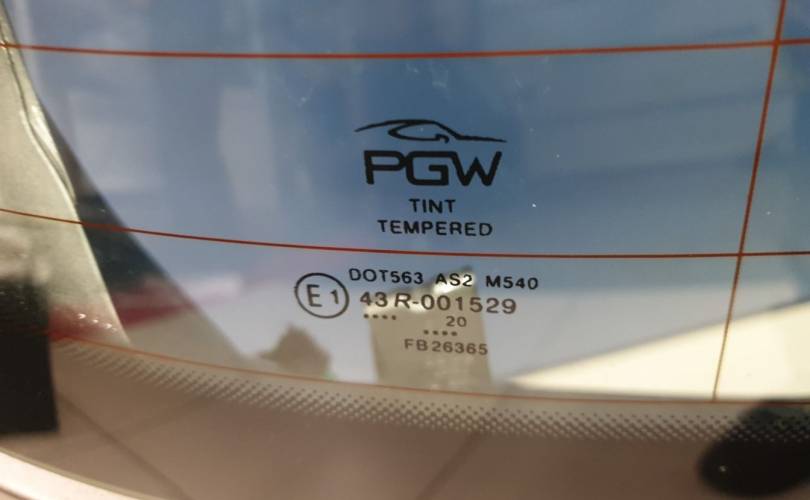 PGW
TINT
TEMPERED
DOT563 AS2 M540
E1 43R-001529
.... 20
....
FB26365